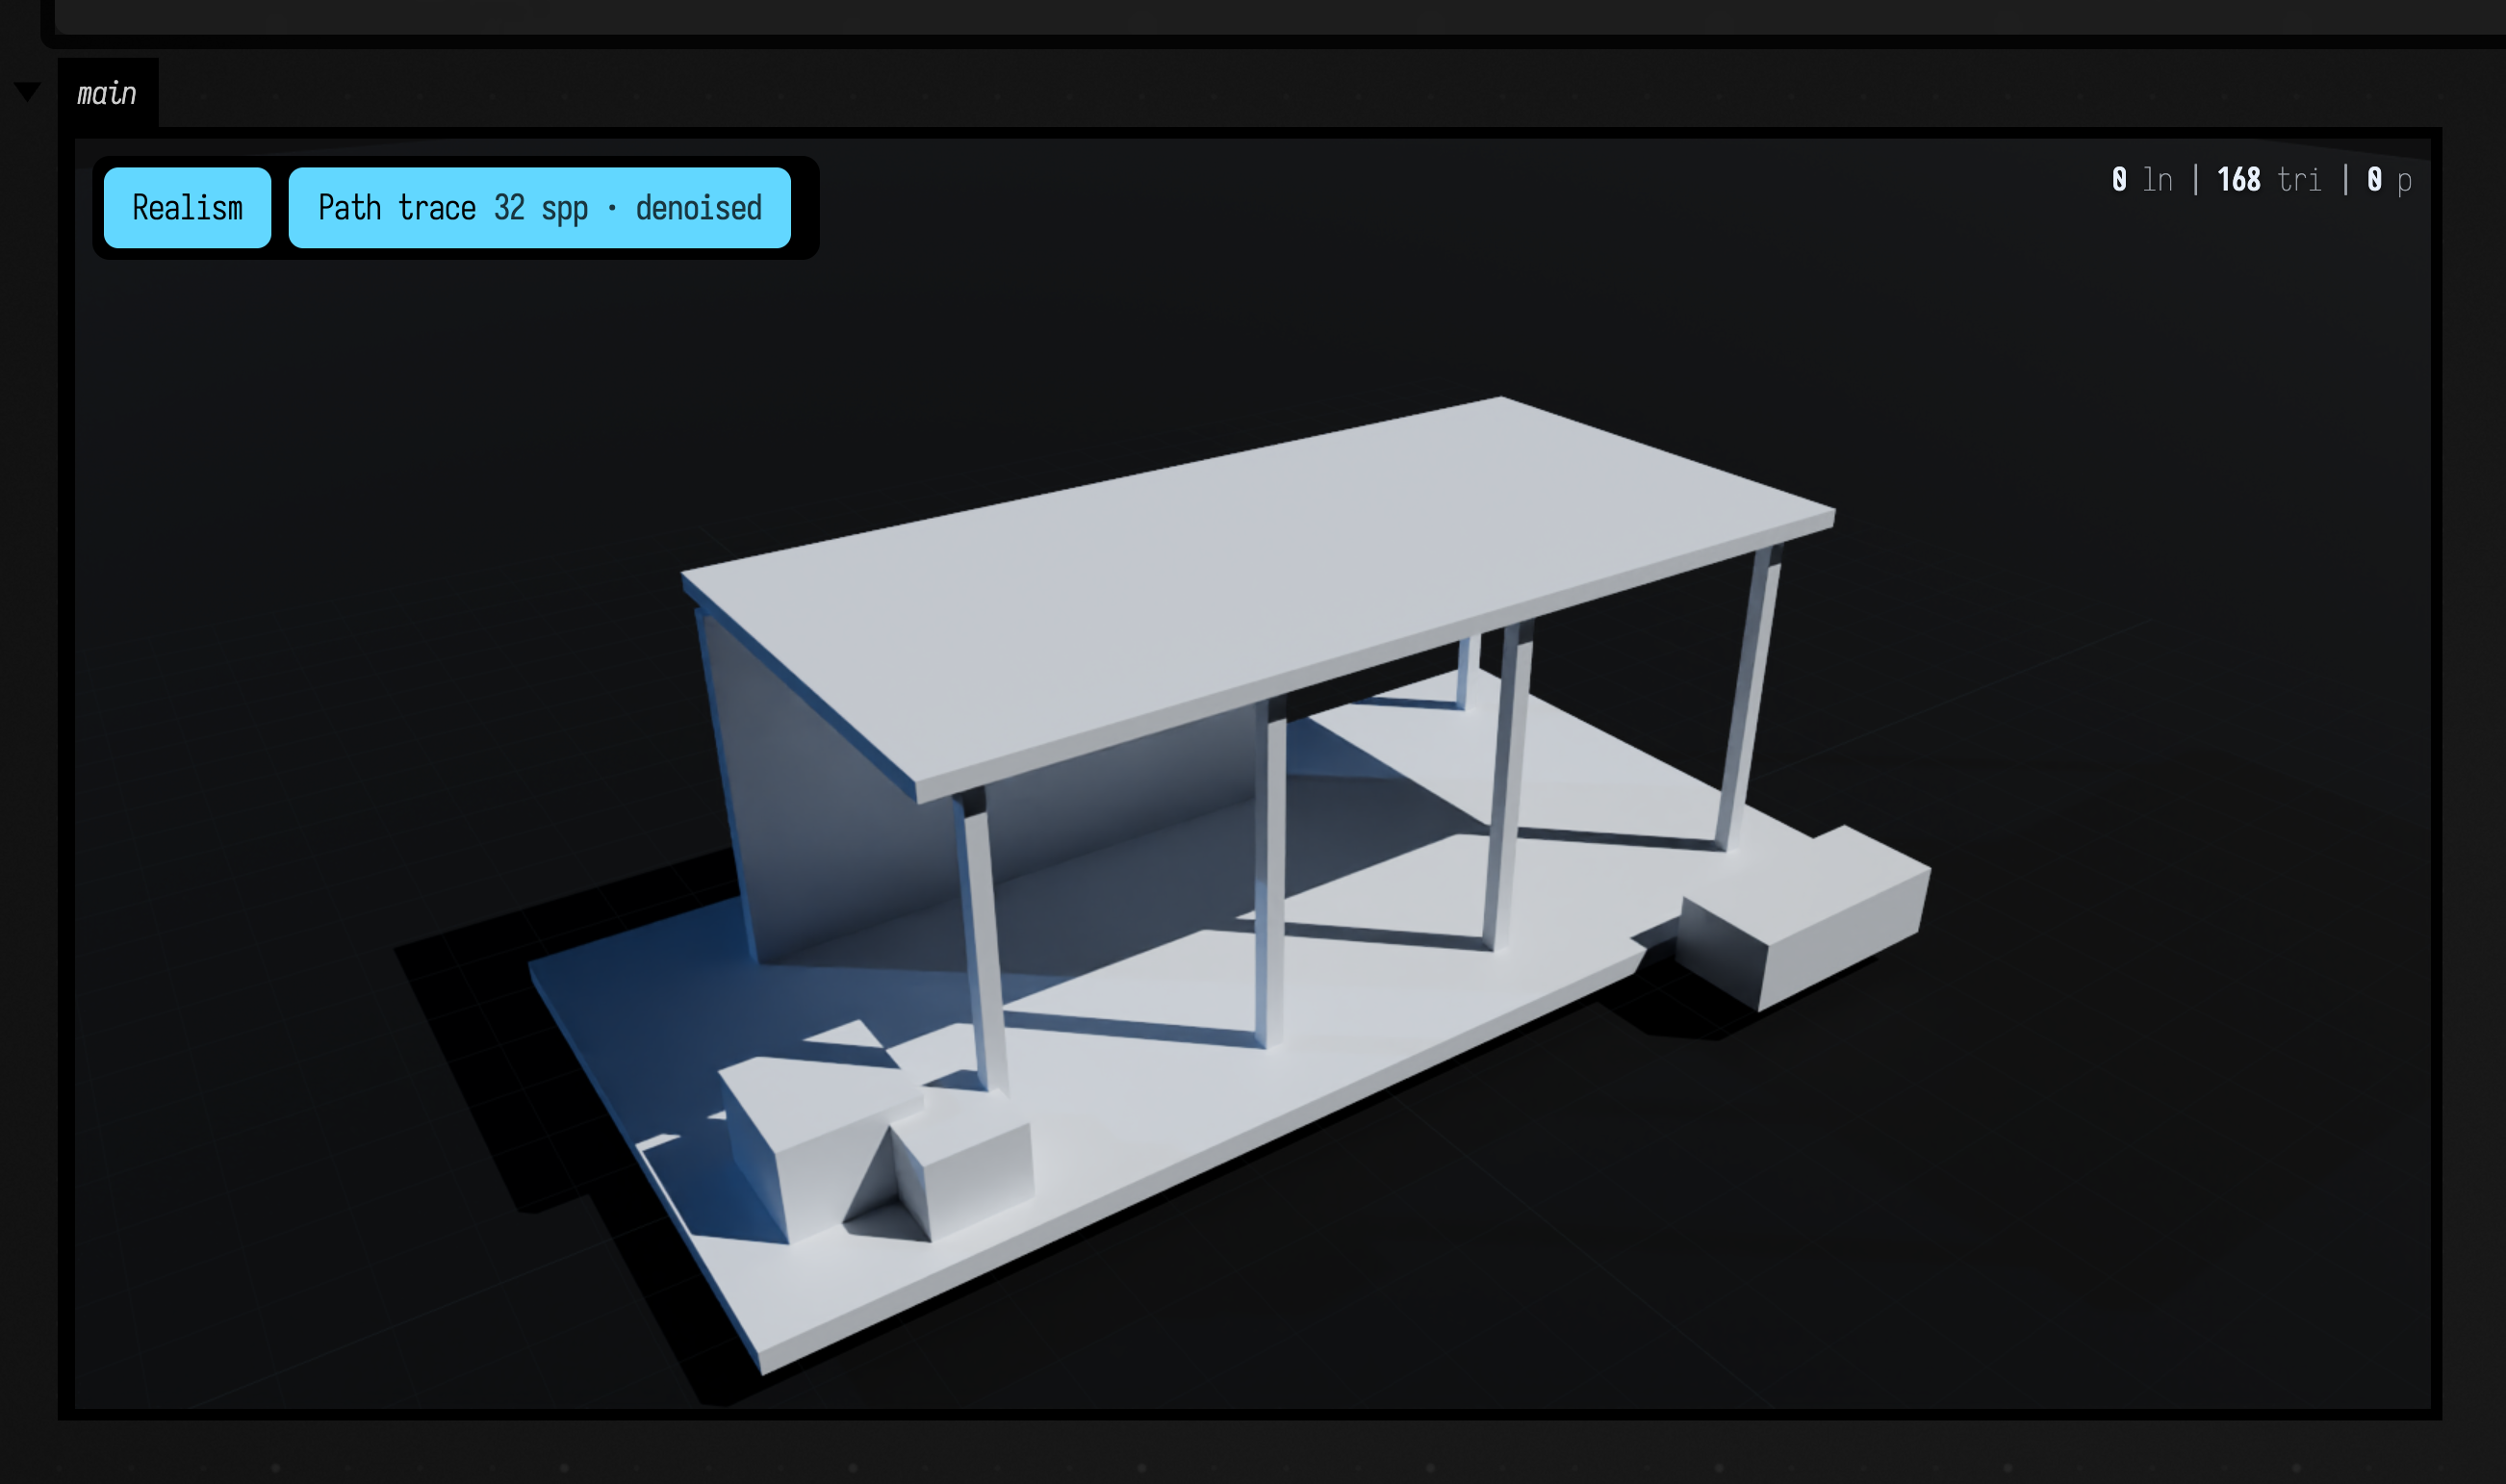 main
Realism
Path trace 32 spp · denoised
0 ln | 168 tri | 0 p